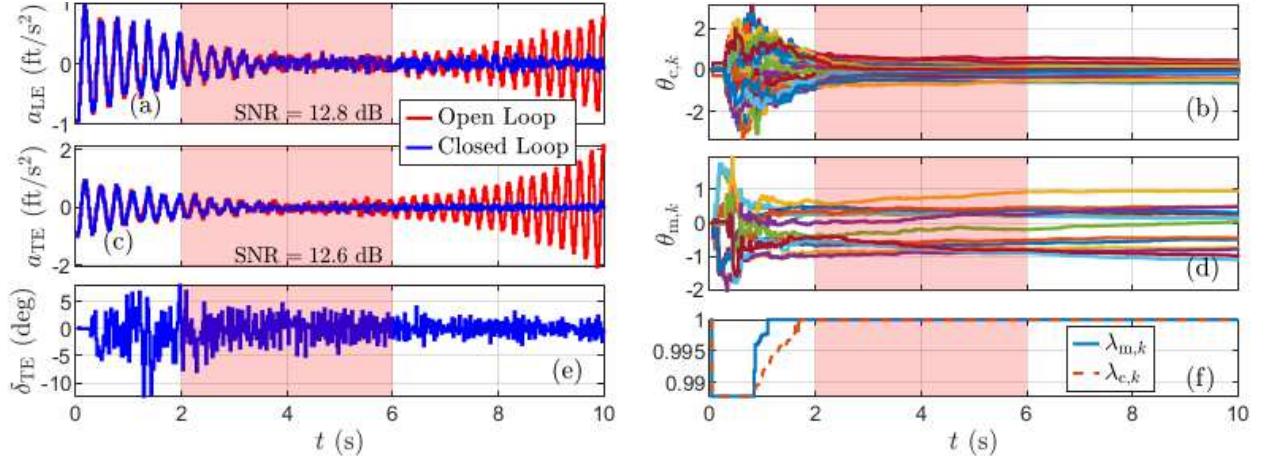 1
0
-1
a_LE (ft/s²)
(a)
SNR = 12.8 dB
Open Loop
Closed Loop
2
0
-2
a_TE (ft/s²)
(c)
SNR = 12.6 dB
5
0
-5
-10
δ_TE (deg)
(e)
0 2 4 6 8 10
t (s)
2
0
-2
θ_c,k
(b)
1
0
-1
-2
θ_m,k
(d)
1
0.995
0.99
λ_m,k
λ_c,k
(f)
0 2 4 6 8 10
t (s)